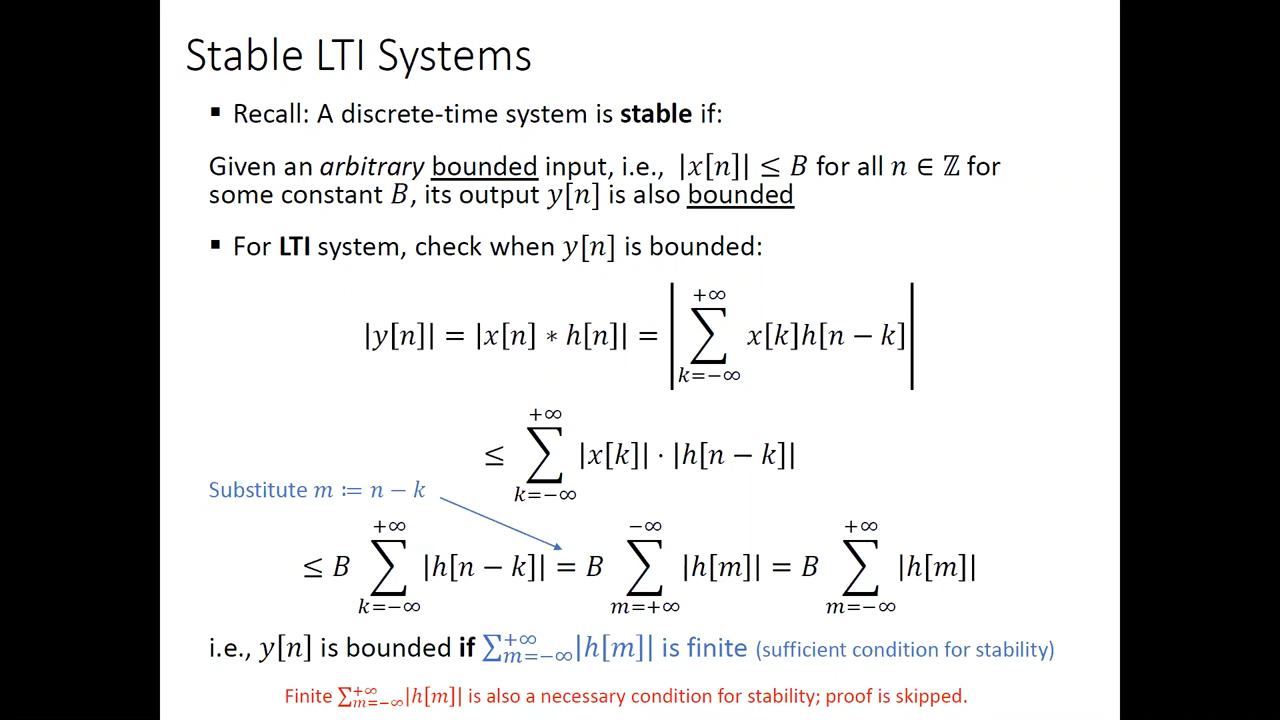 Stable LTI Systems
▪ Recall: A discrete-time system is stable if:
Given an arbitrary bounded input, i.e., |x[n]| ≤ B for all n ∈ ℤ for
some constant B, its output y[n] is also bounded
▪ For LTI system, check when y[n] is bounded:
|y[n]| = |x[n] ∗ h[n]| = |∑_{k=−∞}^{+∞} x[k]h[n − k]|
≤ ∑_{k=−∞}^{+∞} |x[k]| · |h[n − k]|
Substitute m ≔ n − k
≤ B ∑_{k=−∞}^{+∞} |h[n − k]| = B ∑_{m=+∞}^{−∞} |h[m]| = B ∑_{m=−∞}^{+∞} |h[m]|
i.e., y[n] is bounded if ∑_{m=−∞}^{+∞} |h[m]| is finite (sufficient condition for stability)
Finite ∑_{m=−∞}^{+∞} |h[m]| is also a necessary condition for stability; proof is skipped.